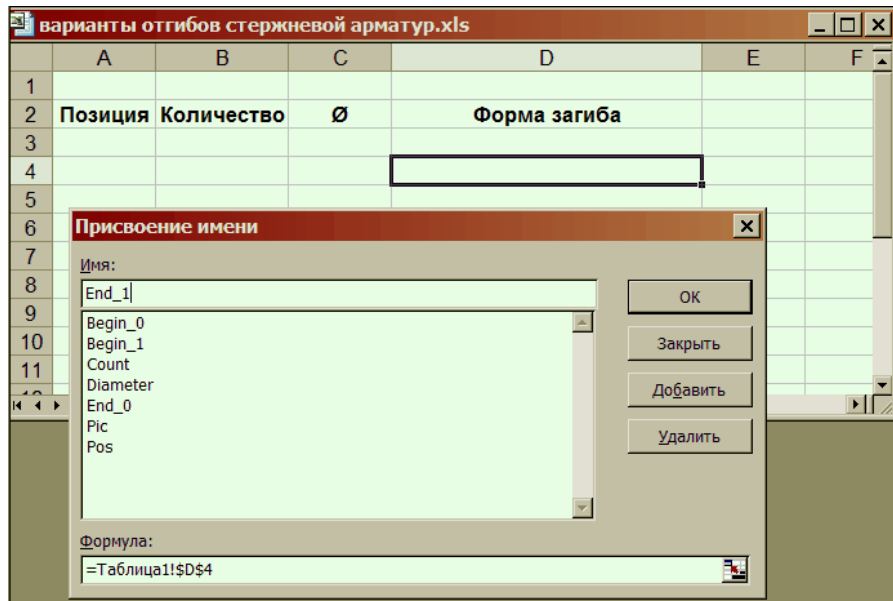 варианты отгибов стержневой арматур.xls
A B C D E F
1
2 Позиция Количество Ø Форма загиба
3
4
5
6
7
8
9
10
11
Присвоение имени
Имя:
End_1
Begin_0
Begin_1
Count
Diameter
End_0
Pic
Pos
OK
Закрыть
Добавить
Удалить
Формула:
=Таблица1!$D$4